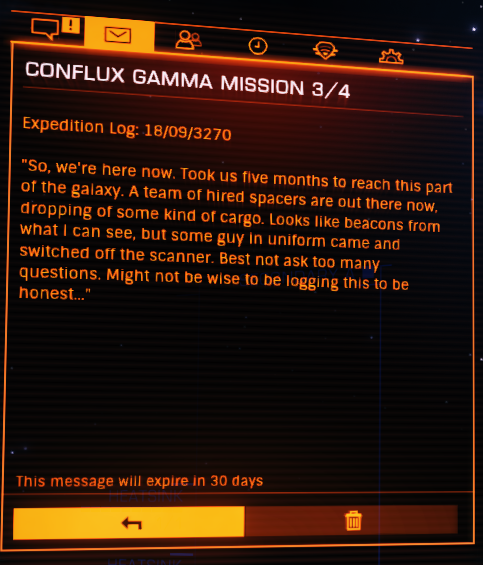 CONFLUX GAMMA MISSION 3/4
Expedition Log: 18/09/3270
"So, we're here now. Took us five months to reach this part
of the galaxy. A team of hired spacers are out there now,
dropping of some kind of cargo. Looks like beacons from
what I can see, but some guy in uniform came and
switched off the scanner. Best not ask too many
questions. Might not be wise to be logging this to be
honest..."
This message will expire in 30 days